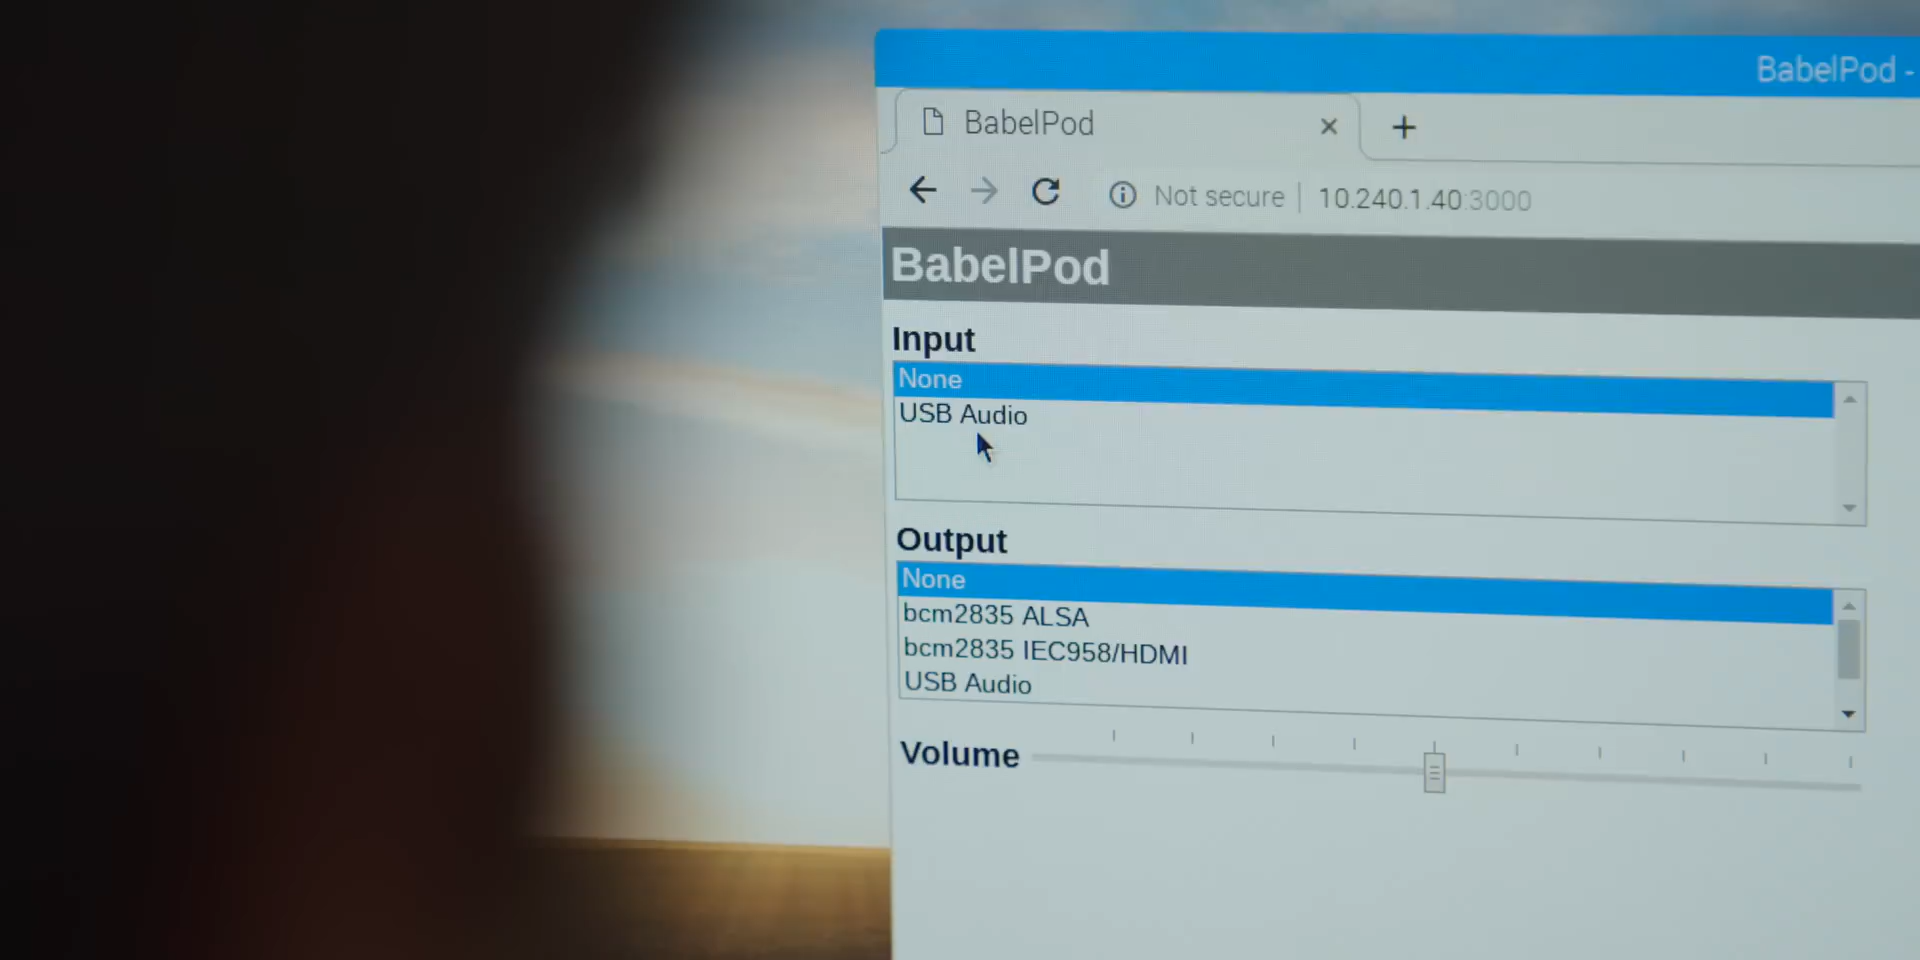 BabelPod -
BabelPod
Not secure 10.240.1.40:3000
BabelPod
Input
None
USB Audio
Output
None
bcm2835 ALSA
bcm2835 IEC958/HDMI
USB Audio
Volume